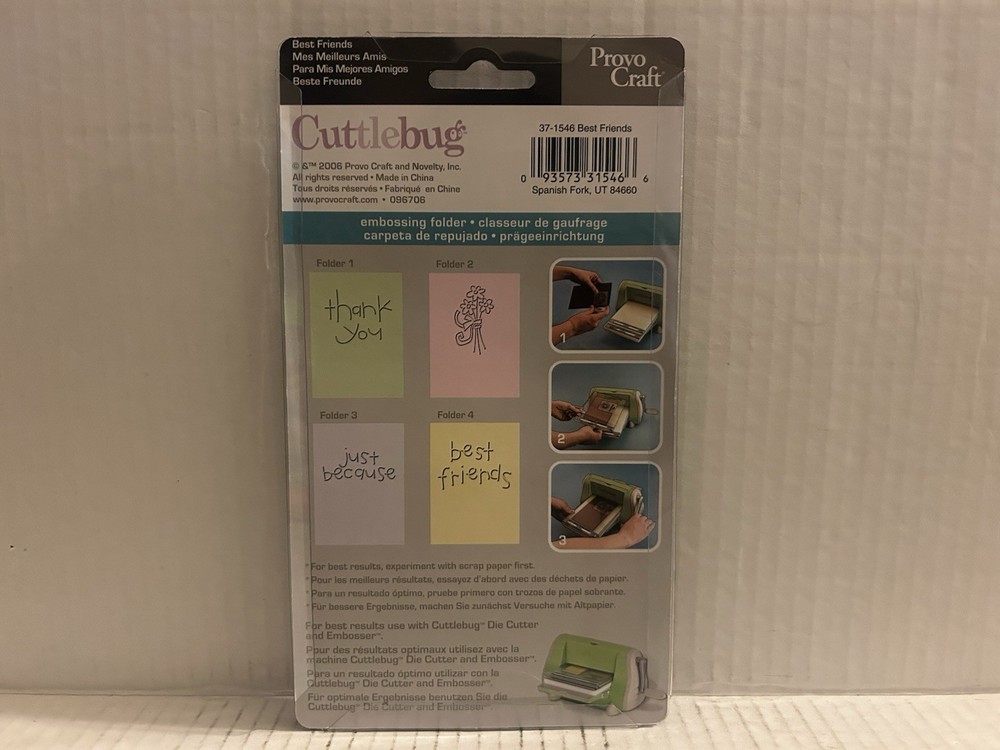 Best Friends
Mes Meilleurs Amis
Para Mis Mejores Amigos
Beste Freunde
Provo
Craft®
Cuttlebug
© &™ 2006 Provo Craft and Novelty, Inc.
All rights reserved • Made in China
Tous droits réservés • Fabriqué en Chine
www.provocraft.com • 096706
37-1546 Best Friends
0 93573 31546 6
Spanish Fork, UT 84660
embossing folder • classeur de gaufrage
carpeta de repujado • prägeeinrichtung
Folder 1
thank
you
Folder 2
Folder 3
just
because
Folder 4
best
friends
1
2
3
*For best results, experiment with scrap paper first.
*Pour les meilleurs résultats, essayez d'abord avec des déchets de papier.
*Para un resultado óptimo, pruebe primero con trozos de papel sobrante.
*Für bessere Ergebnisse, machen Sie zunächst Versuche mit Altpapier.
For best results use with Cuttlebug™ Die Cutter
and Embosser™.
Pour des résultats optimaux utilisez avec la
machine Cuttlebug™ Die Cutter and Embosser™.
Para un resultado óptimo utilizar con la
Cuttlebug™ Die Cutter and Embosser™.
Für optimale Ergebnisse benutzen Sie die
Cuttlebug™ Die Cutter and Embosser™